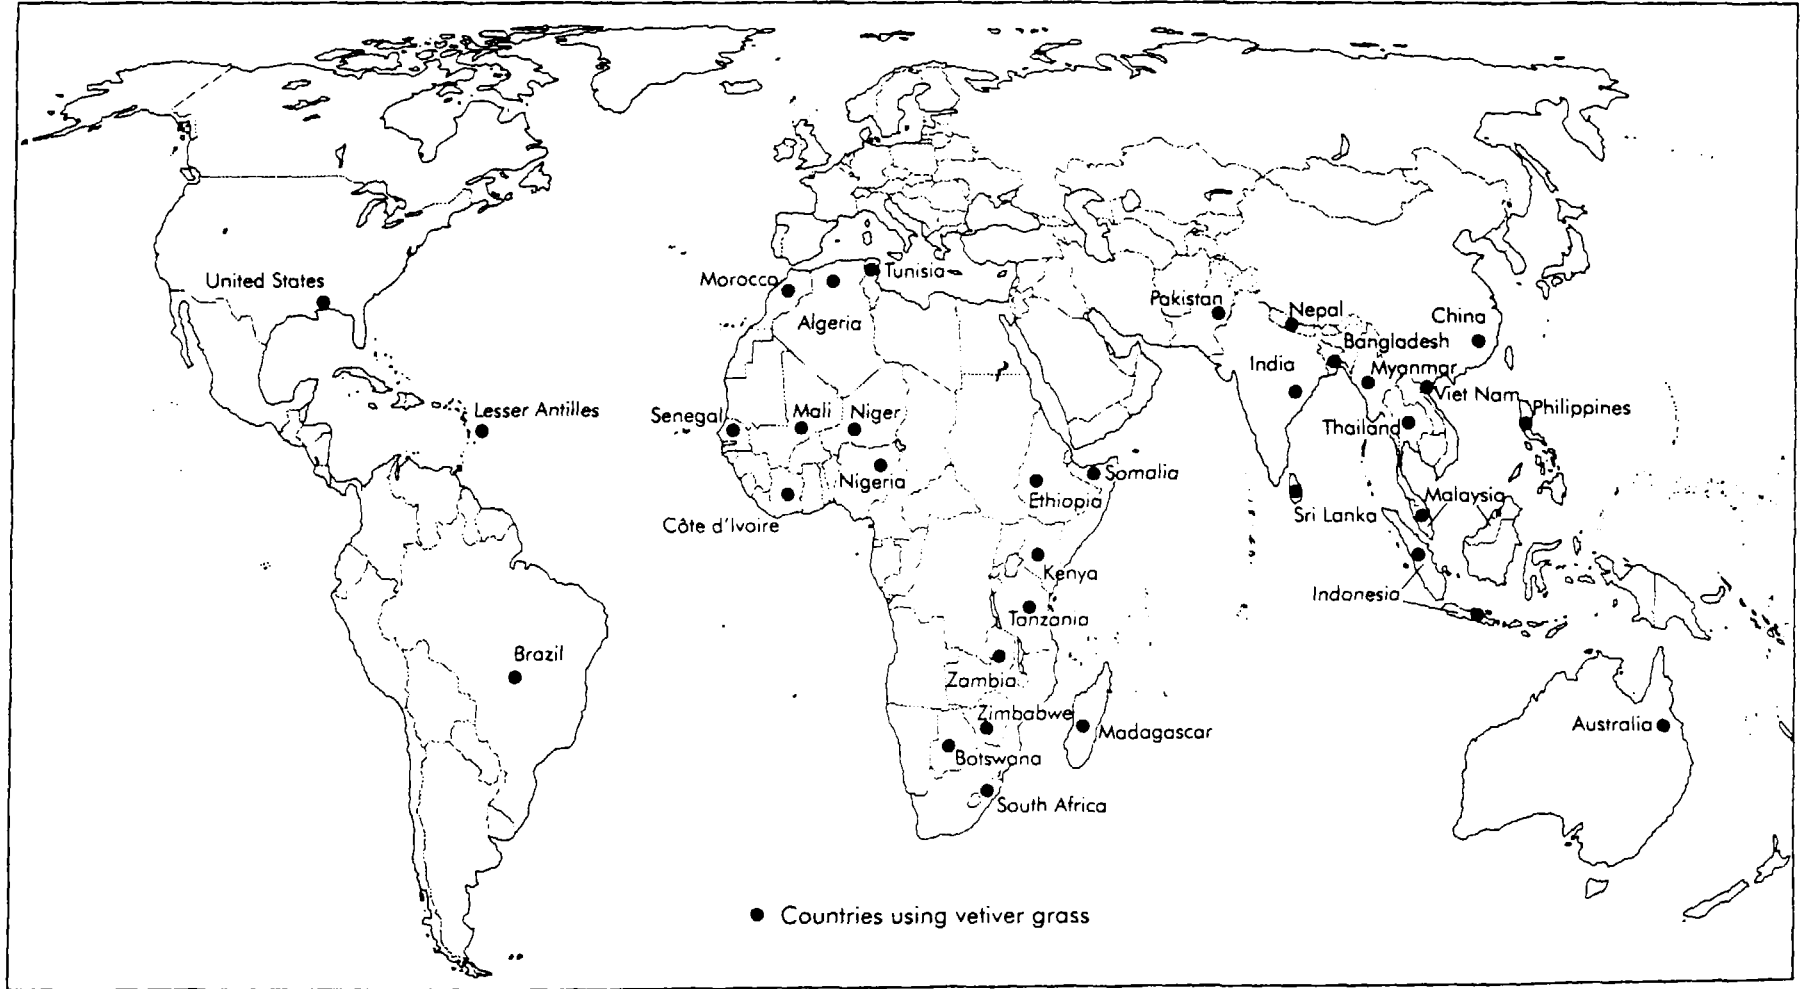 United States
Lesser Antilles
Brazil
Morocco
Tunisia
Algeria
Senegal
Mali
Niger
Nigeria
Côte d'Ivoire
Somalia
Ethiopia
Kenya
Tanzania
Zambia
Zimbabwe
Madagascar
Botswana
South Africa
Pakistan
Nepal
China
Bangladesh
India
Myanmar
Viet Nam
Philippines
Thailand
Malaysia
Sri Lanka
Indonesia
Australia
Countries using vetiver grass